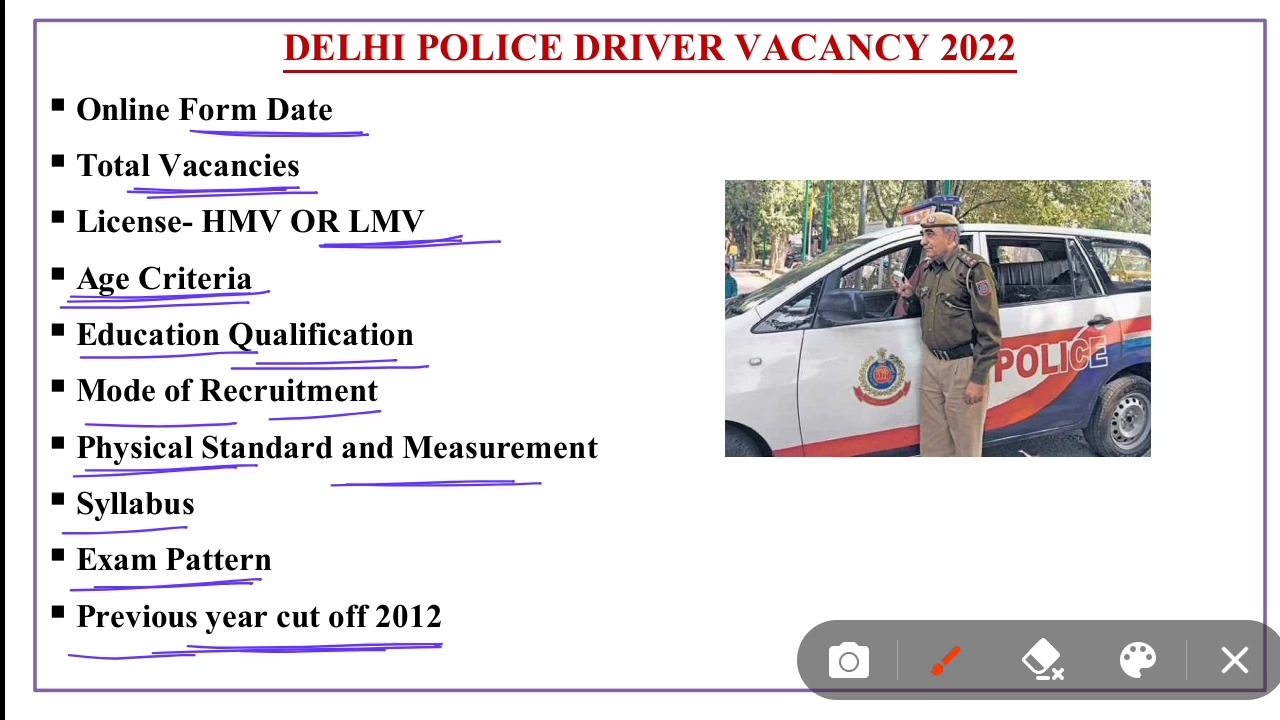 DELHI POLICE DRIVER VACANCY 2022
▪ Online Form Date
▪ Total Vacancies
▪ License- HMV OR LMV
▪ Age Criteria
▪ Education Qualification
▪ Mode of Recruitment
▪ Physical Standard and Measurement
▪ Syllabus
▪ Exam Pattern
▪ Previous year cut off 2012
POLICE